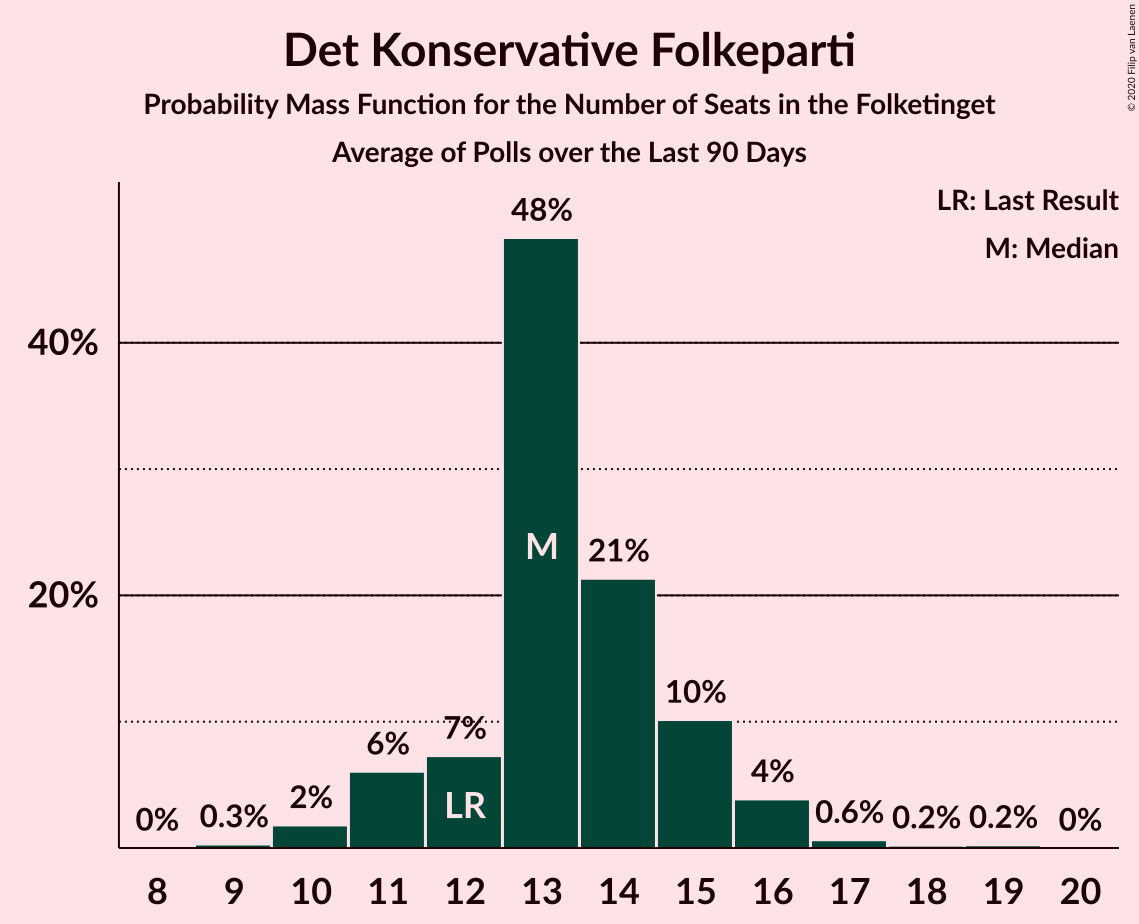 Det Konservative Folkeparti
Probability Mass Function for the Number of Seats in the Folketinget
Average of Polls over the Last 90 Days
© 2020 Filip van Laenen
LR: Last Result
M: Median
48%
40%
M
21%
20%
10%
7%
6%
4%
2%
LR
0%
0.3%
0.6%
0.2%
0.2%
0%
8 9 10 11 12 13 14 15 16 17 18 19 20